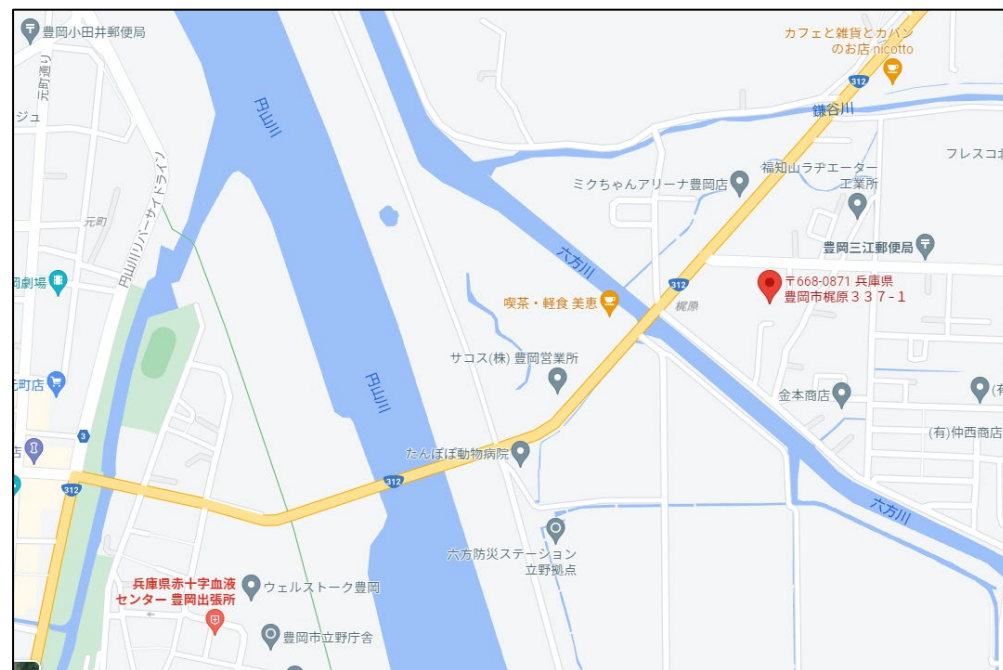 豊岡小田井郵便局
元町通り
ジュ
円山川
カフェと雑貨とカバン
のお店 nicotto
312
鎌谷川
フレスコ北
福知山ラヂエーター
工業所
ミクちゃんアリーナ豊岡店
円山川リバーサイドライン
元町
豊岡三江郵便局
六方川
岡劇場
312
〒668-0871 兵庫県
豊岡市梶原３３７-１
喫茶・軽食 美恵
梶原
サコス(株) 豊岡営業所
円山川
元町店
金本商店
(有
(有)仲西商店
3
店
たんぽぽ動物病院
312
312
六方川
六方防災ステーション
立野拠点
兵庫県赤十字血液
センター 豊岡出張所
ウェルストーク豊岡
豊岡市立野庁舎